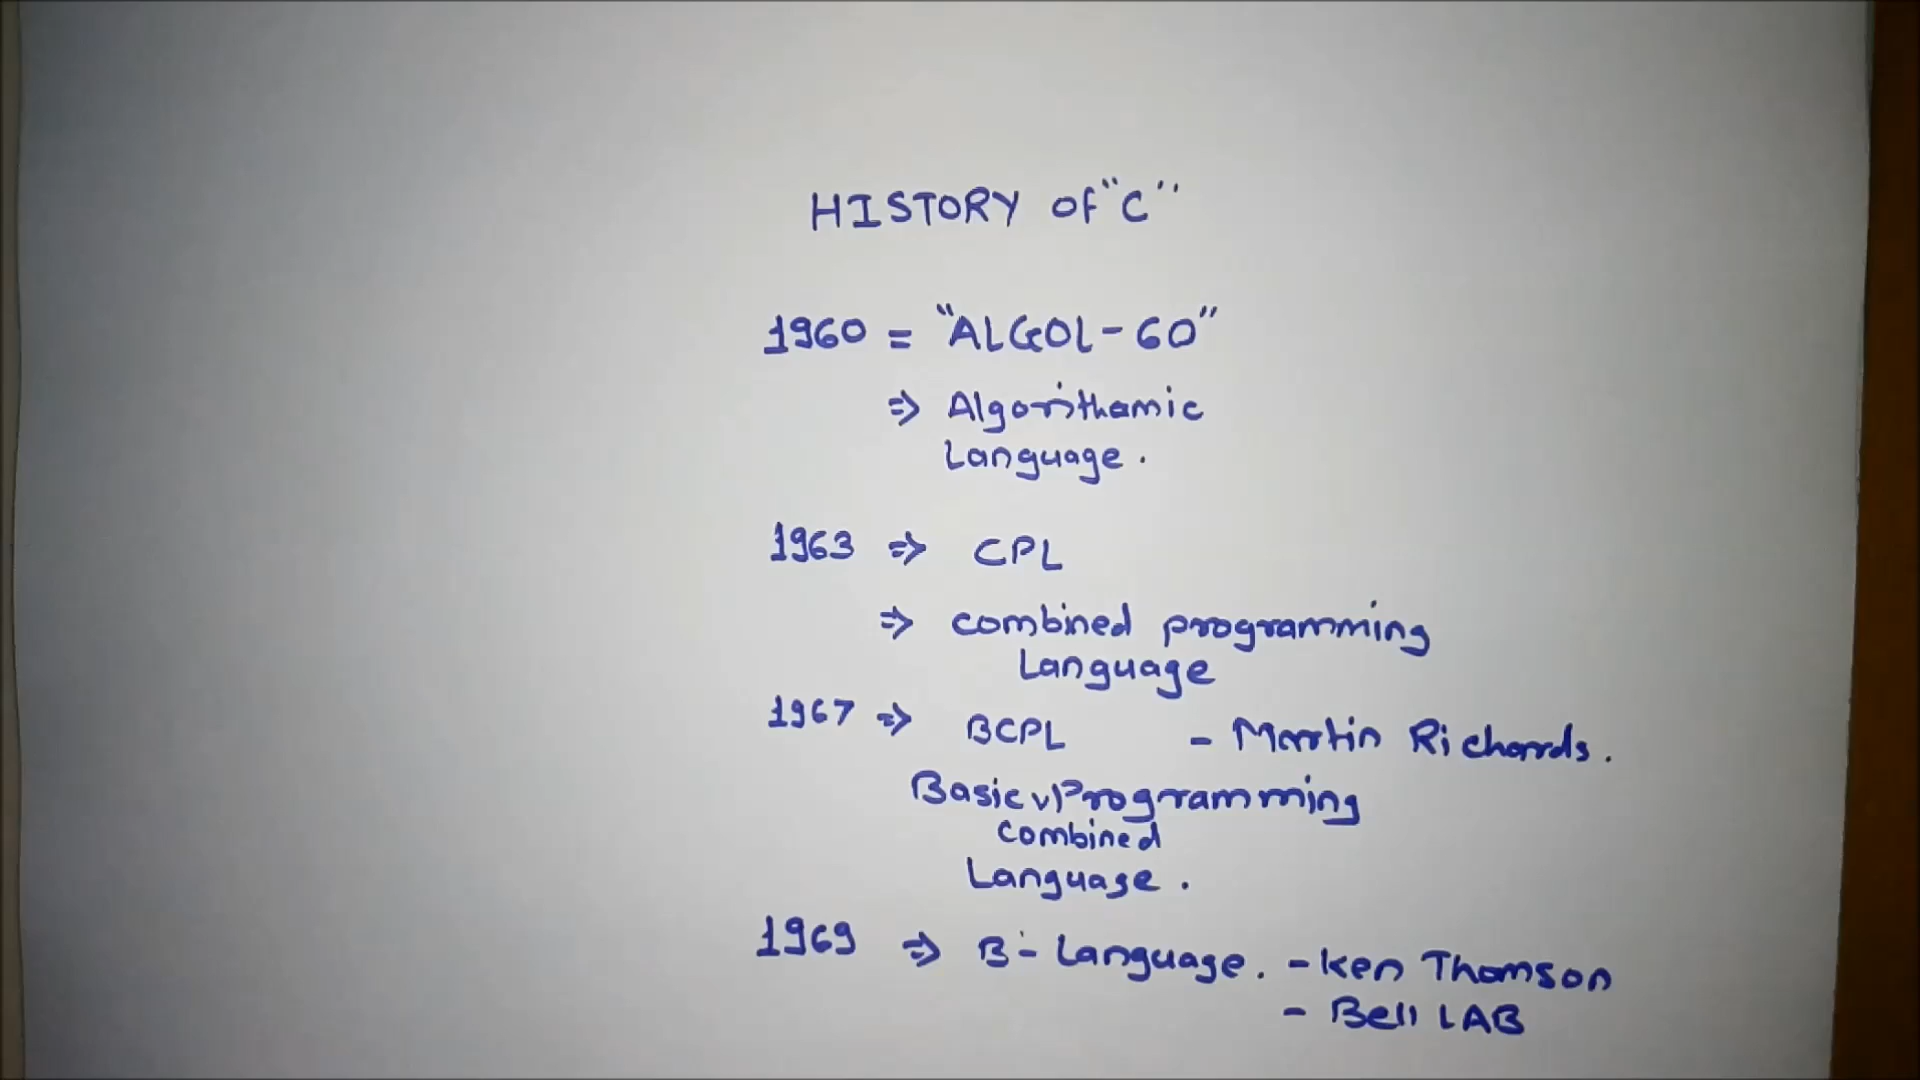 HISTORY OF "C"
1960 = "ALGOL-60"
=> Algorithamic
Language.
1963 => CPL
=> combined programming
Language
1967 => BCPL - Martin Richards.
Basic v Programming
Combined
Language.
1969 => B - Language. - Ken Thomson
- Bell LAB